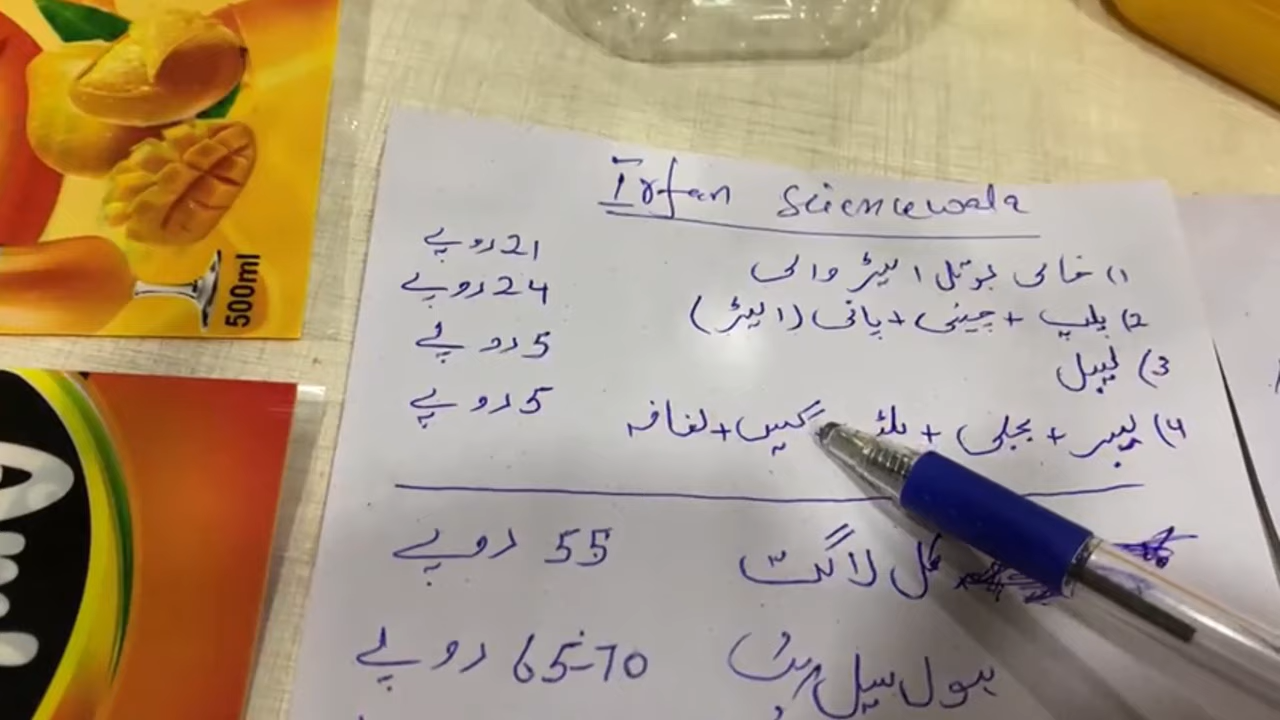 Irfan Sciencewala
1) خالی بوتل 1 لیٹر والی 21 روپے
2) پلپ + چینی + پانی (1 لیٹر) 24 روپے
3) لیبل 5 روپے
4) لیبر + بجلی + گیس + لفافہ 5 روپے
کل لاگت 55 روپے
ہول سیل ریٹ 65-70 روپے
500ml